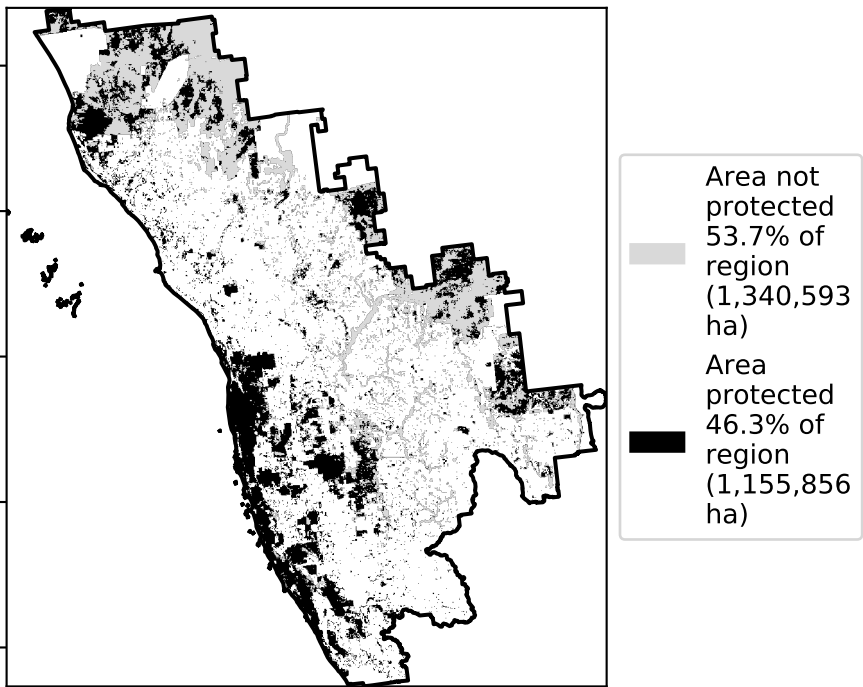 Area not
protected
53.7% of
region
(1,340,593
ha)
Area
protected
46.3% of
region
(1,155,856
ha)